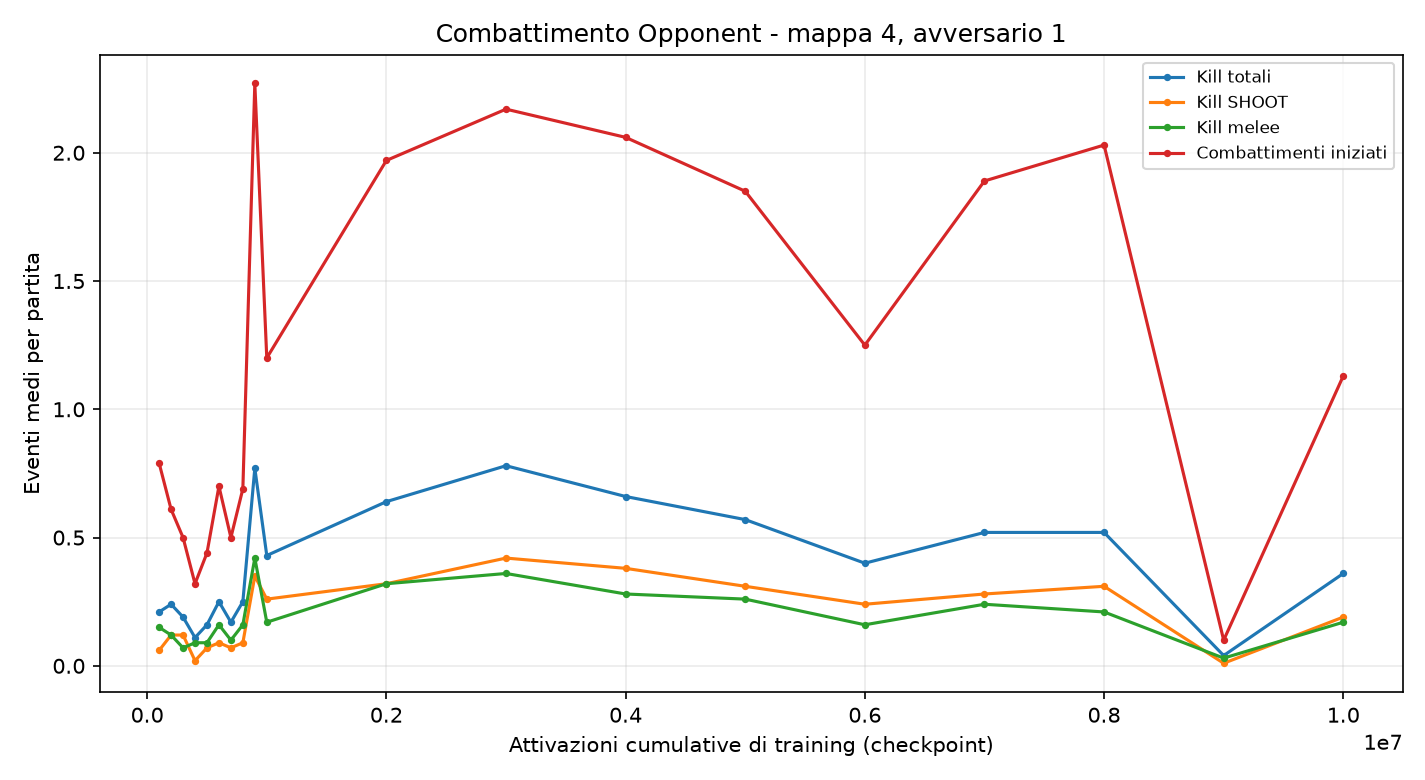 Combattimento Opponent - mappa 4, avversario 1
Kill totali
Kill SHOOT
Kill melee
Combattimenti iniziati
Eventi medi per partita
2.0
1.5
1.0
0.5
0.0
0.0 0.2 0.4 0.6 0.8 1.0
1e7
Attivazioni cumulative di training (checkpoint)